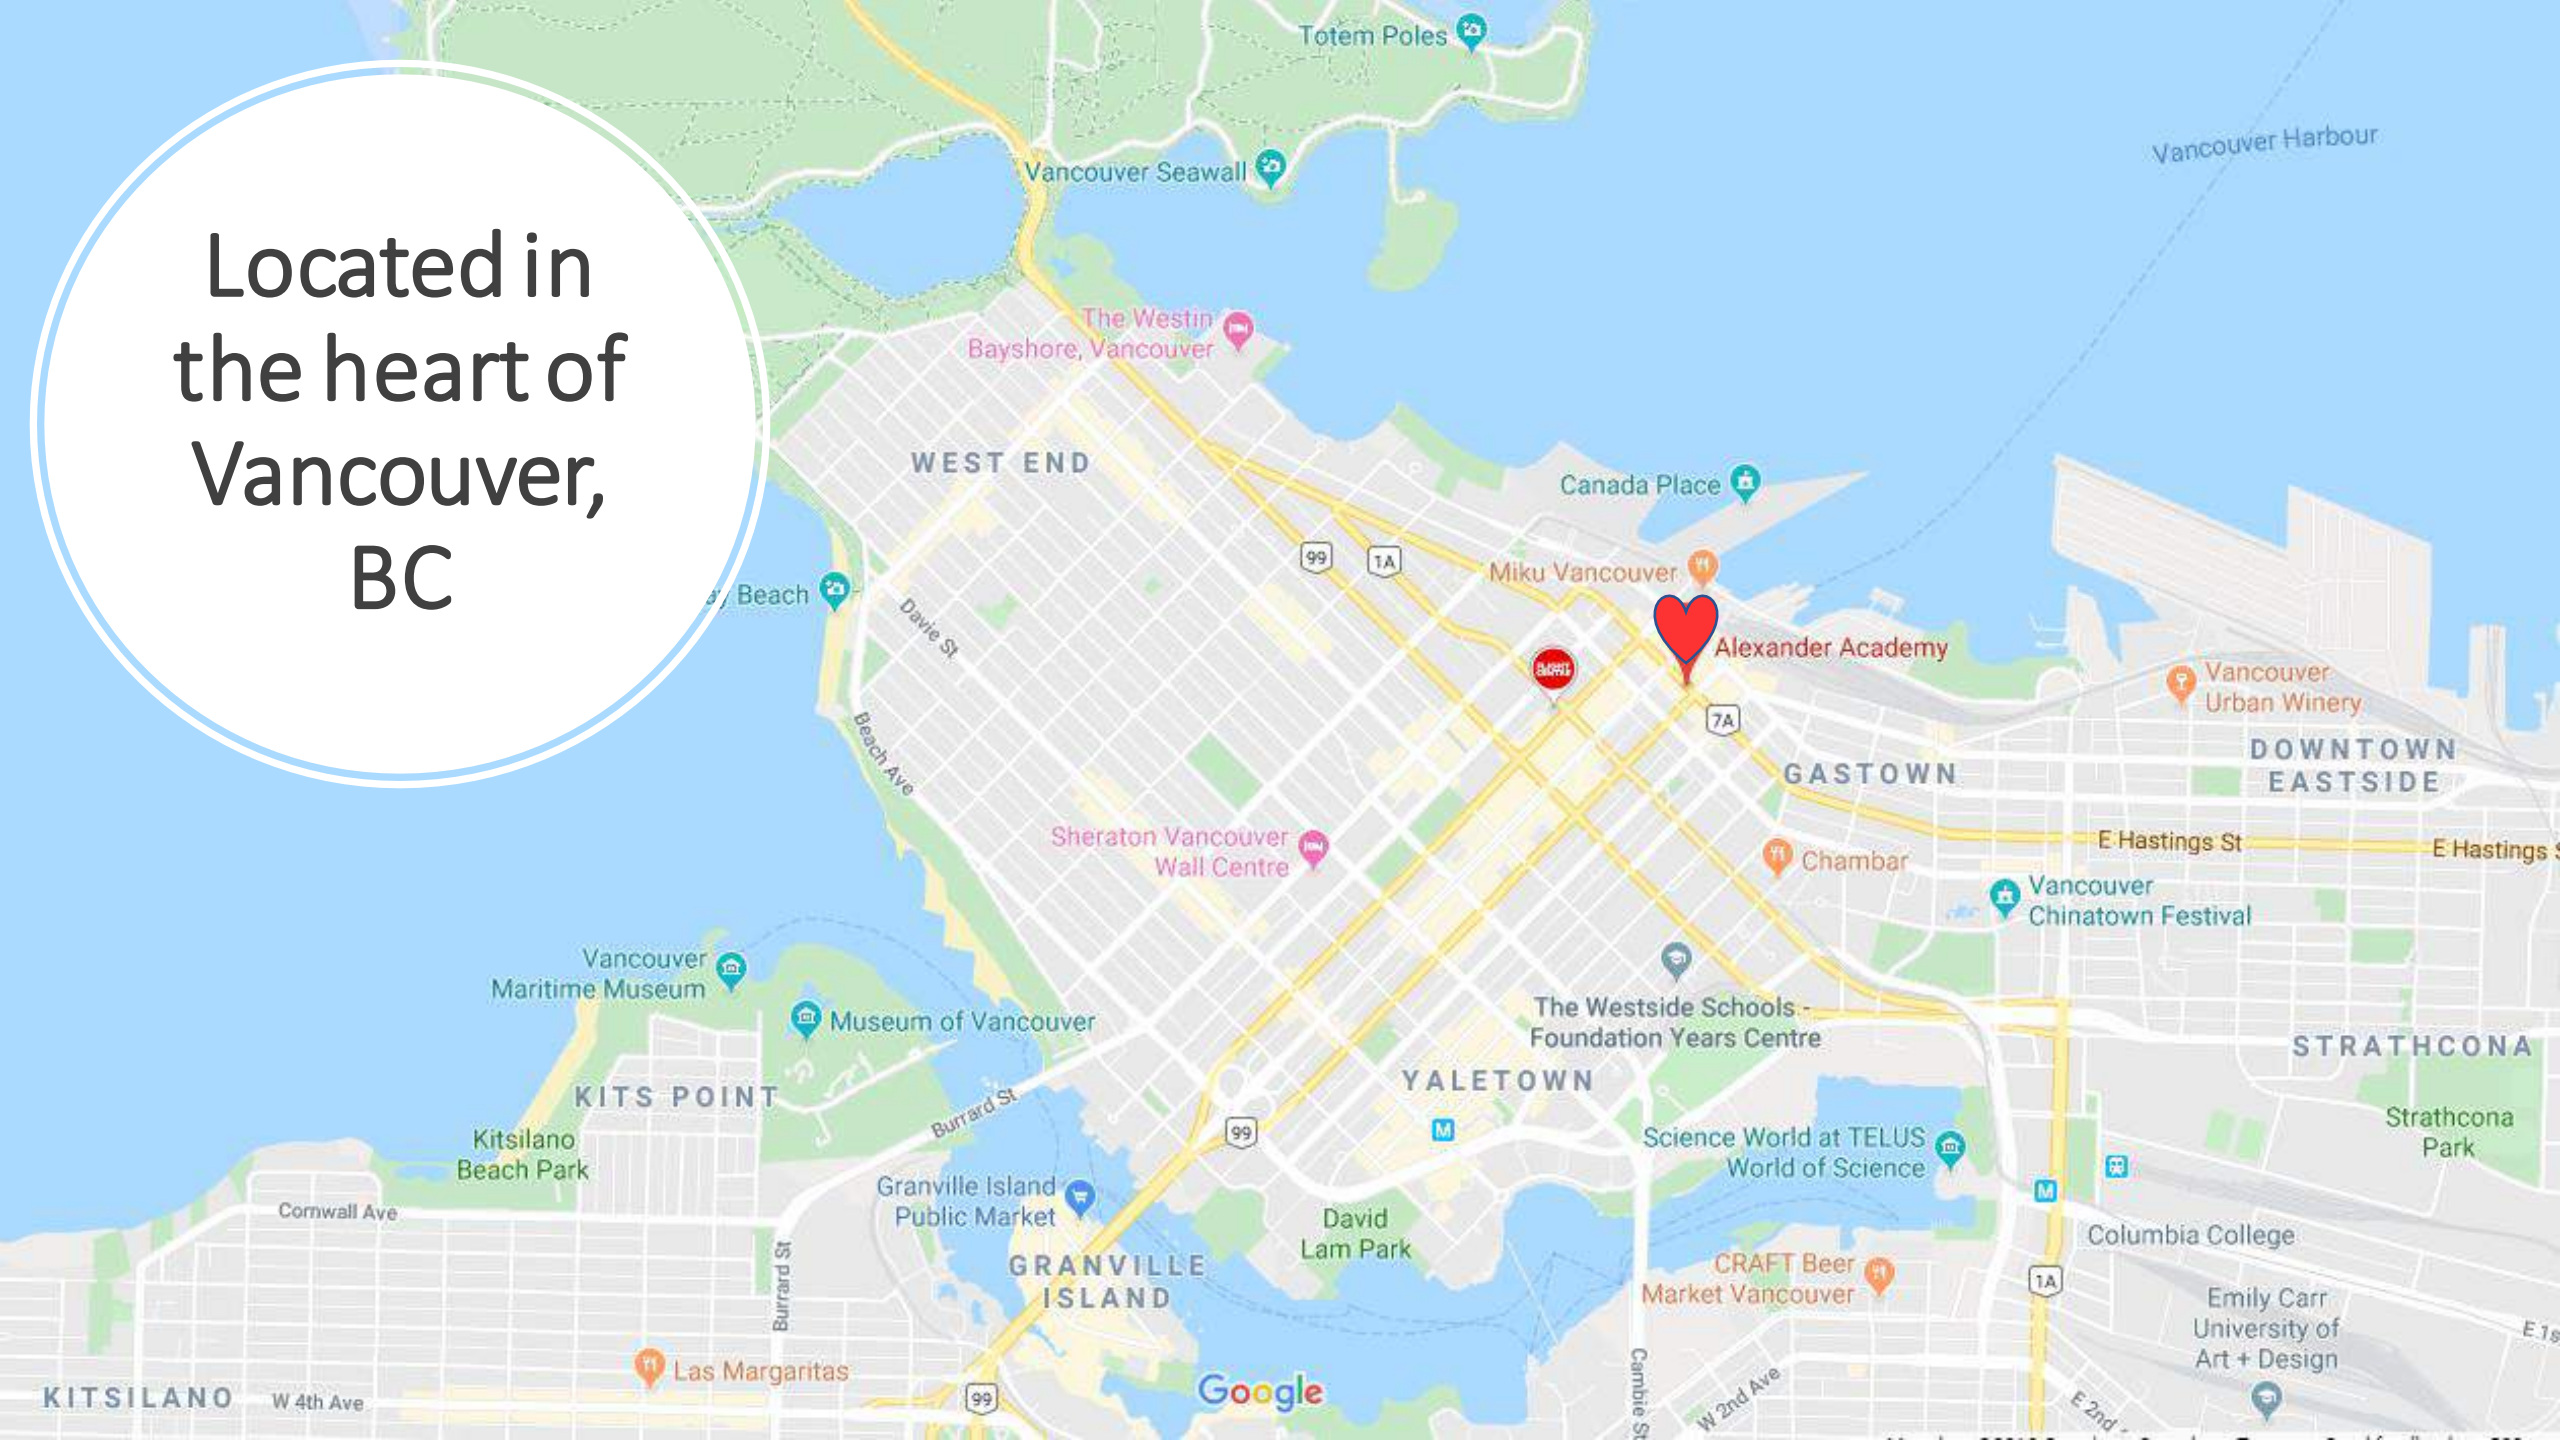 Located in
the heart of
Vancouver,
BC
Totem Poles
Vancouver Seawall
Vancouver Harbour
The Westin
Bayshore, Vancouver
WEST END
Canada Place
99
1A
Miku Vancouver
Beach
Davie St
Alexander Academy
Vancouver
Urban Winery
7A
Beach Ave
GASTOWN
DOWNTOWN
EASTSIDE
Sheraton Vancouver
Wall Centre
E Hastings St
E Hastings
Chambar
Vancouver
Chinatown Festival
Vancouver
Maritime Museum
Museum of Vancouver
The Westside Schools -
Foundation Years Centre
STRATHCONA
KITS POINT
YALETOWN
Burrard St
Strathcona
Park
Kitsilano
Beach Park
99
M
Science World at TELUS
World of Science
Granville Island
Public Market
M
Cornwall Ave
David
Lam Park
Columbia College
Burrard St
GRANVILLE
ISLAND
CRAFT Beer
Market Vancouver
1A
Emily Carr
University of
Art + Design
E 1s
Las Margaritas
Cambie St
KITSILANO
W 4th Ave
99
Google
W 2nd Ave
E 2nd